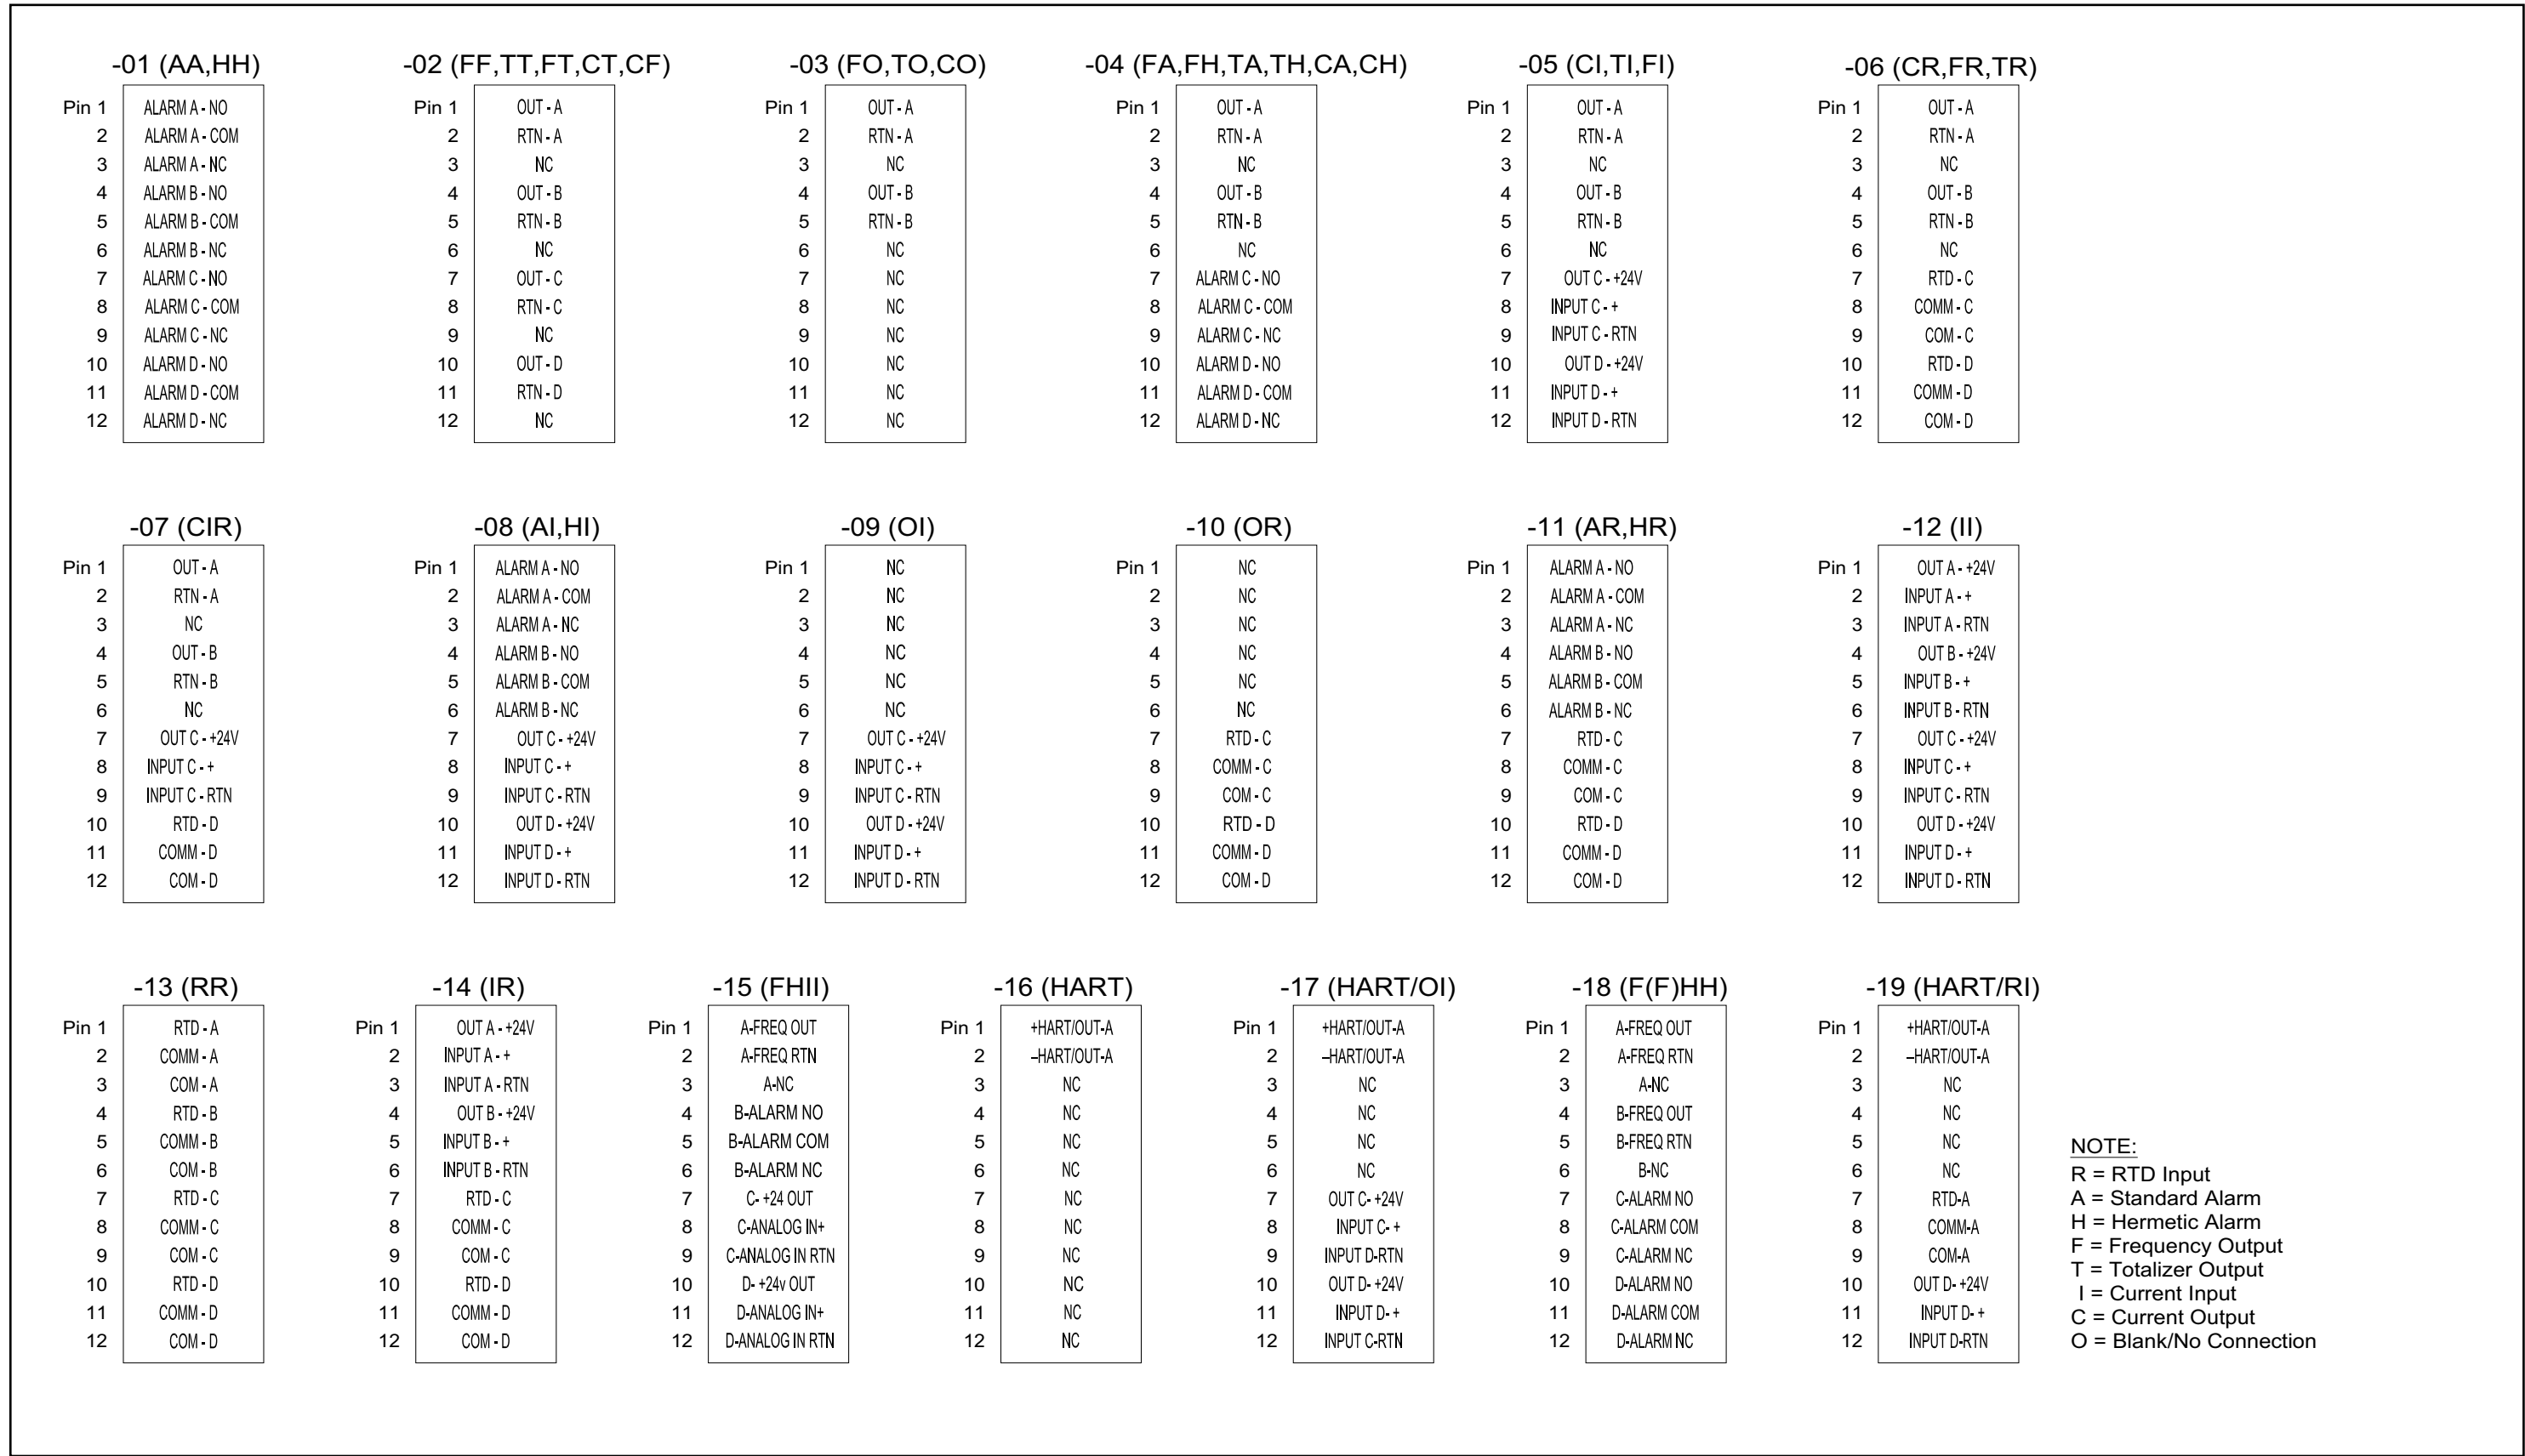 -01 (AA,HH)
Pin 1 ALARM A - NO
2 ALARM A - COM
3 ALARM A - NC
4 ALARM B - NO
5 ALARM B - COM
6 ALARM B - NC
7 ALARM C - NO
8 ALARM C - COM
9 ALARM C - NC
10 ALARM D - NO
11 ALARM D - COM
12 ALARM D - NC
-02 (FF,TT,FT,CT,CF)
Pin 1 OUT - A
2 RTN - A
3 NC
4 OUT - B
5 RTN - B
6 NC
7 OUT - C
8 RTN - C
9 NC
10 OUT - D
11 RTN - D
12 NC
-03 (FO,TO,CO)
Pin 1 OUT - A
2 RTN - A
3 NC
4 OUT - B
5 RTN - B
6 NC
7 NC
8 NC
9 NC
10 NC
11 NC
12 NC
-04 (FA,FH,TA,TH,CA,CH)
Pin 1 OUT - A
2 RTN - A
3 NC
4 OUT - B
5 RTN - B
6 NC
7 ALARM C - NO
8 ALARM C - COM
9 ALARM C - NC
10 ALARM D - NO
11 ALARM D - COM
12 ALARM D - NC
-05 (CI,TI,FI)
Pin 1 OUT - A
2 RTN - A
3 NC
4 OUT - B
5 RTN - B
6 NC
7 OUT C - +24V
8 INPUT C - +
9 INPUT C - RTN
10 OUT D - +24V
11 INPUT D - +
12 INPUT D - RTN
-06 (CR,FR,TR)
Pin 1 OUT - A
2 RTN - A
3 NC
4 OUT - B
5 RTN - B
6 NC
7 RTD - C
8 COMM - C
9 COM - C
10 RTD - D
11 COMM - D
12 COM - D
-07 (CIR)
Pin 1 OUT - A
2 RTN - A
3 NC
4 OUT - B
5 RTN - B
6 NC
7 OUT C - +24V
8 INPUT C - +
9 INPUT C - RTN
10 RTD - D
11 COMM - D
12 COM - D
-08 (AI,HI)
Pin 1 ALARM A - NO
2 ALARM A - COM
3 ALARM A - NC
4 ALARM B - NO
5 ALARM B - COM
6 ALARM B - NC
7 OUT C - +24V
8 INPUT C - +
9 INPUT C - RTN
10 OUT D - +24V
11 INPUT D - +
12 INPUT D - RTN
-09 (OI)
Pin 1 NC
2 NC
3 NC
4 NC
5 NC
6 NC
7 OUT C - +24V
8 INPUT C - +
9 INPUT C - RTN
10 OUT D - +24V
11 INPUT D - +
12 INPUT D - RTN
-10 (OR)
Pin 1 NC
2 NC
3 NC
4 NC
5 NC
6 NC
7 RTD - C
8 COMM - C
9 COM - C
10 RTD - D
11 COMM - D
12 COM - D
-11 (AR,HR)
Pin 1 ALARM A - NO
2 ALARM A - COM
3 ALARM A - NC
4 ALARM B - NO
5 ALARM B - COM
6 ALARM B - NC
7 RTD - C
8 COMM - C
9 COM - C
10 RTD - D
11 COMM - D
12 COM - D
-12 (II)
Pin 1 OUT A - +24V
2 INPUT A - +
3 INPUT A - RTN
4 OUT B - +24V
5 INPUT B - +
6 INPUT B - RTN
7 OUT C - +24V
8 INPUT C - +
9 INPUT C - RTN
10 OUT D - +24V
11 INPUT D - +
12 INPUT D - RTN
-13 (RR)
Pin 1 RTD - A
2 COMM - A
3 COM - A
4 RTD - B
5 COMM - B
6 COM - B
7 RTD - C
8 COMM - C
9 COM - C
10 RTD - D
11 COMM - D
12 COM - D
-14 (IR)
Pin 1 OUT A - +24V
2 INPUT A - +
3 INPUT A - RTN
4 OUT B - +24V
5 INPUT B - +
6 INPUT B - RTN
7 RTD - C
8 COMM - C
9 COM - C
10 RTD - D
11 COMM - D
12 COM - D
-15 (FHII)
Pin 1 A-FREQ OUT
2 A-FREQ RTN
3 A-NC
4 B-ALARM NO
5 B-ALARM COM
6 B-ALARM NC
7 C- +24 OUT
8 C-ANALOG IN+
9 C-ANALOG IN RTN
10 D- +24v OUT
11 D-ANALOG IN+
12 D-ANALOG IN RTN
-16 (HART)
Pin 1 +HART/OUT-A
2 –HART/OUT-A
3 NC
4 NC
5 NC
6 NC
7 NC
8 NC
9 NC
10 NC
11 NC
12 NC
-17 (HART/OI)
Pin 1 +HART/OUT-A
2 –HART/OUT-A
3 NC
4 NC
5 NC
6 NC
7 OUT C- +24V
8 INPUT C- +
9 INPUT D-RTN
10 OUT D- +24V
11 INPUT D- +
12 INPUT C-RTN
-18 (F(F)HH)
Pin 1 A-FREQ OUT
2 A-FREQ RTN
3 A-NC
4 B-FREQ OUT
5 B-FREQ RTN
6 B-NC
7 C-ALARM NO
8 C-ALARM COM
9 C-ALARM NC
10 D-ALARM NO
11 D-ALARM COM
12 D-ALARM NC
-19 (HART/RI)
Pin 1 +HART/OUT-A
2 –HART/OUT-A
3 NC
4 NC
5 NC
6 NC
7 RTD-A
8 COMM-A
9 COM-A
10 OUT D- +24V
11 INPUT D- +
12 INPUT D-RTN
NOTE:
R = RTD Input
A = Standard Alarm
H = Hermetic Alarm
F = Frequency Output
T = Totalizer Output
I = Current Input
C = Current Output
O = Blank/No Connection